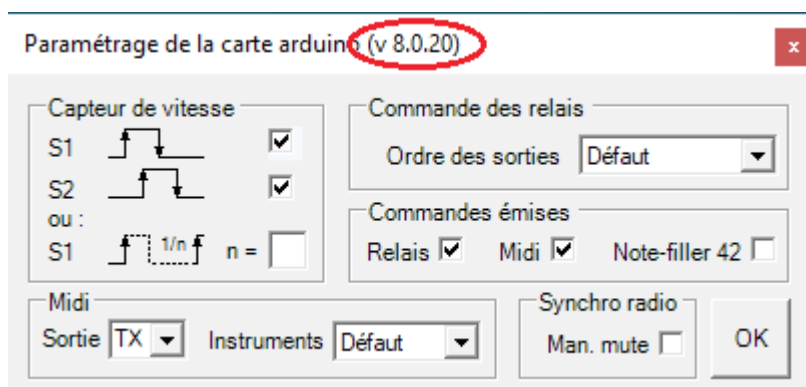 Paramétrage de la carte arduino (v 8.0.20)
x
Capteur de vitesse
S1
S2
ou :
S1 1/n n =
Commande des relais
Ordre des sorties Défaut
Commandes émises
Relais Midi Note-filler 42
Midi
Sortie TX Instruments Défaut
Synchro radio
Man. mute
OK